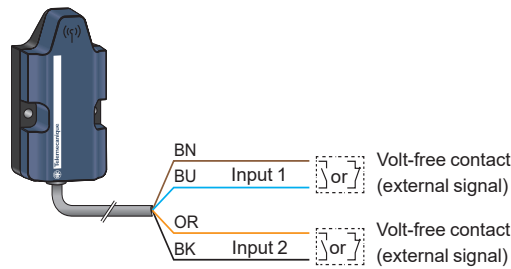 Telemecanique
BN
BU Input 1 or Volt-free contact
(external signal)
OR
BK Input 2 or Volt-free contact
(external signal)